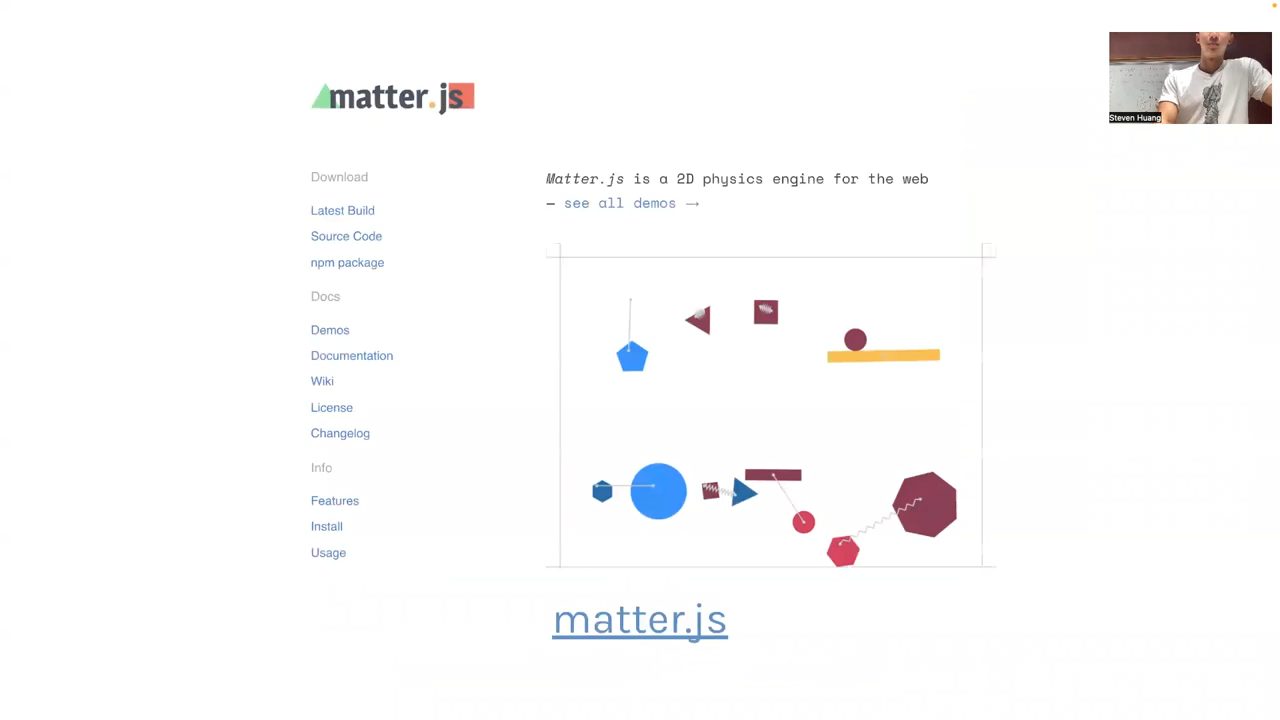 matter.js
Download
Latest Build
Source Code
npm package
Docs
Demos
Documentation
Wiki
License
Changelog
Info
Features
Install
Usage
Matter.js is a 2D physics engine for the web
— see all demos →
matter.js
Steven Huang